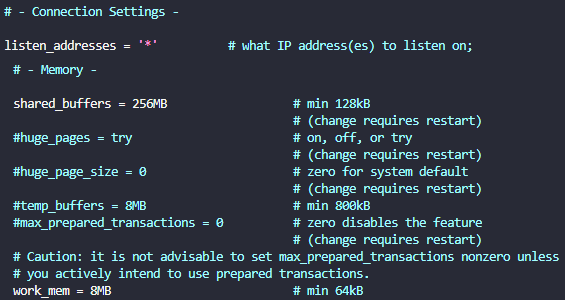 # - Connection Settings -
listen_addresses = '*' # what IP address(es) to listen on;
# - Memory -
shared_buffers = 256MB # min 128kB
# (change requires restart)
#huge_pages = try # on, off, or try
# (change requires restart)
#huge_page_size = 0 # zero for system default
# (change requires restart)
#temp_buffers = 8MB # min 800kB
#max_prepared_transactions = 0 # zero disables the feature
# (change requires restart)
# Caution: it is not advisable to set max_prepared_transactions nonzero unless
# you actively intend to use prepared transactions.
work_mem = 8MB # min 64kB